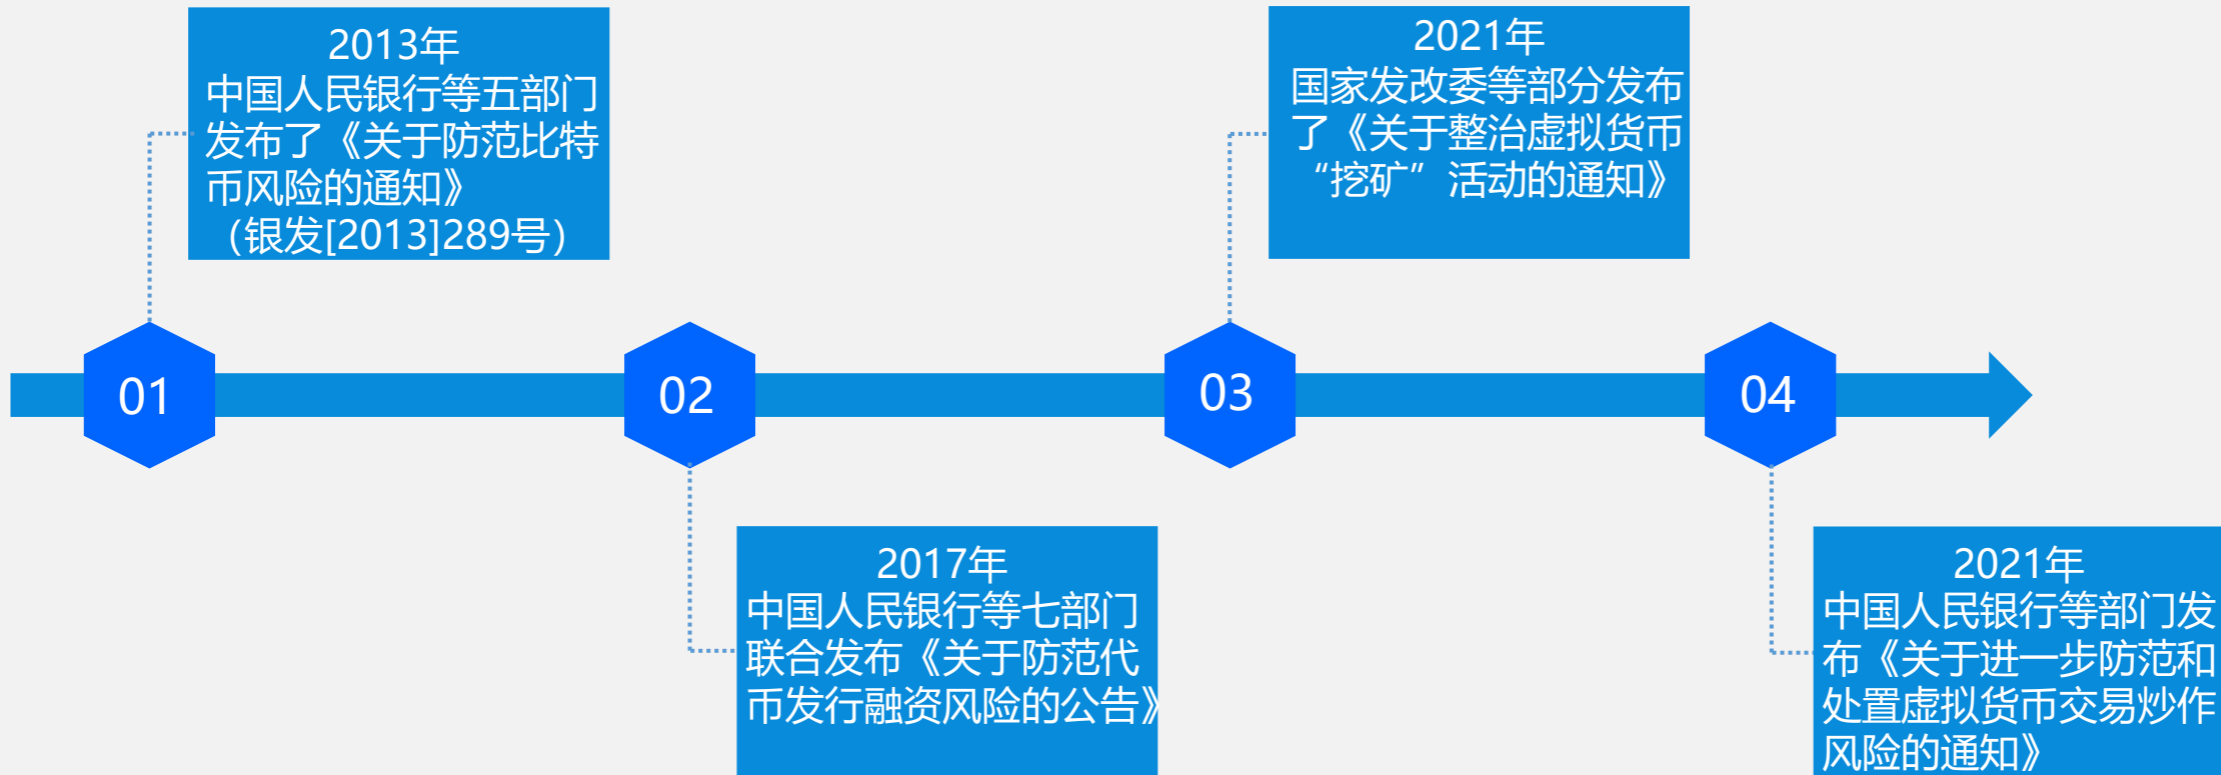 2013年
中国人民银行等五部门
发布了《关于防范比特
币风险的通知》
（银发[2013]289号）
2021年
国家发改委等部分发布
了《关于整治虚拟货币
“挖矿”活动的通知》
01
02
03
04
2017年
中国人民银行等七部门
联合发布《关于防范代
币发行融资风险的公告》
2021年
中国人民银行等部门发
布《关于进一步防范和
处置虚拟货币交易炒作
风险的通知》